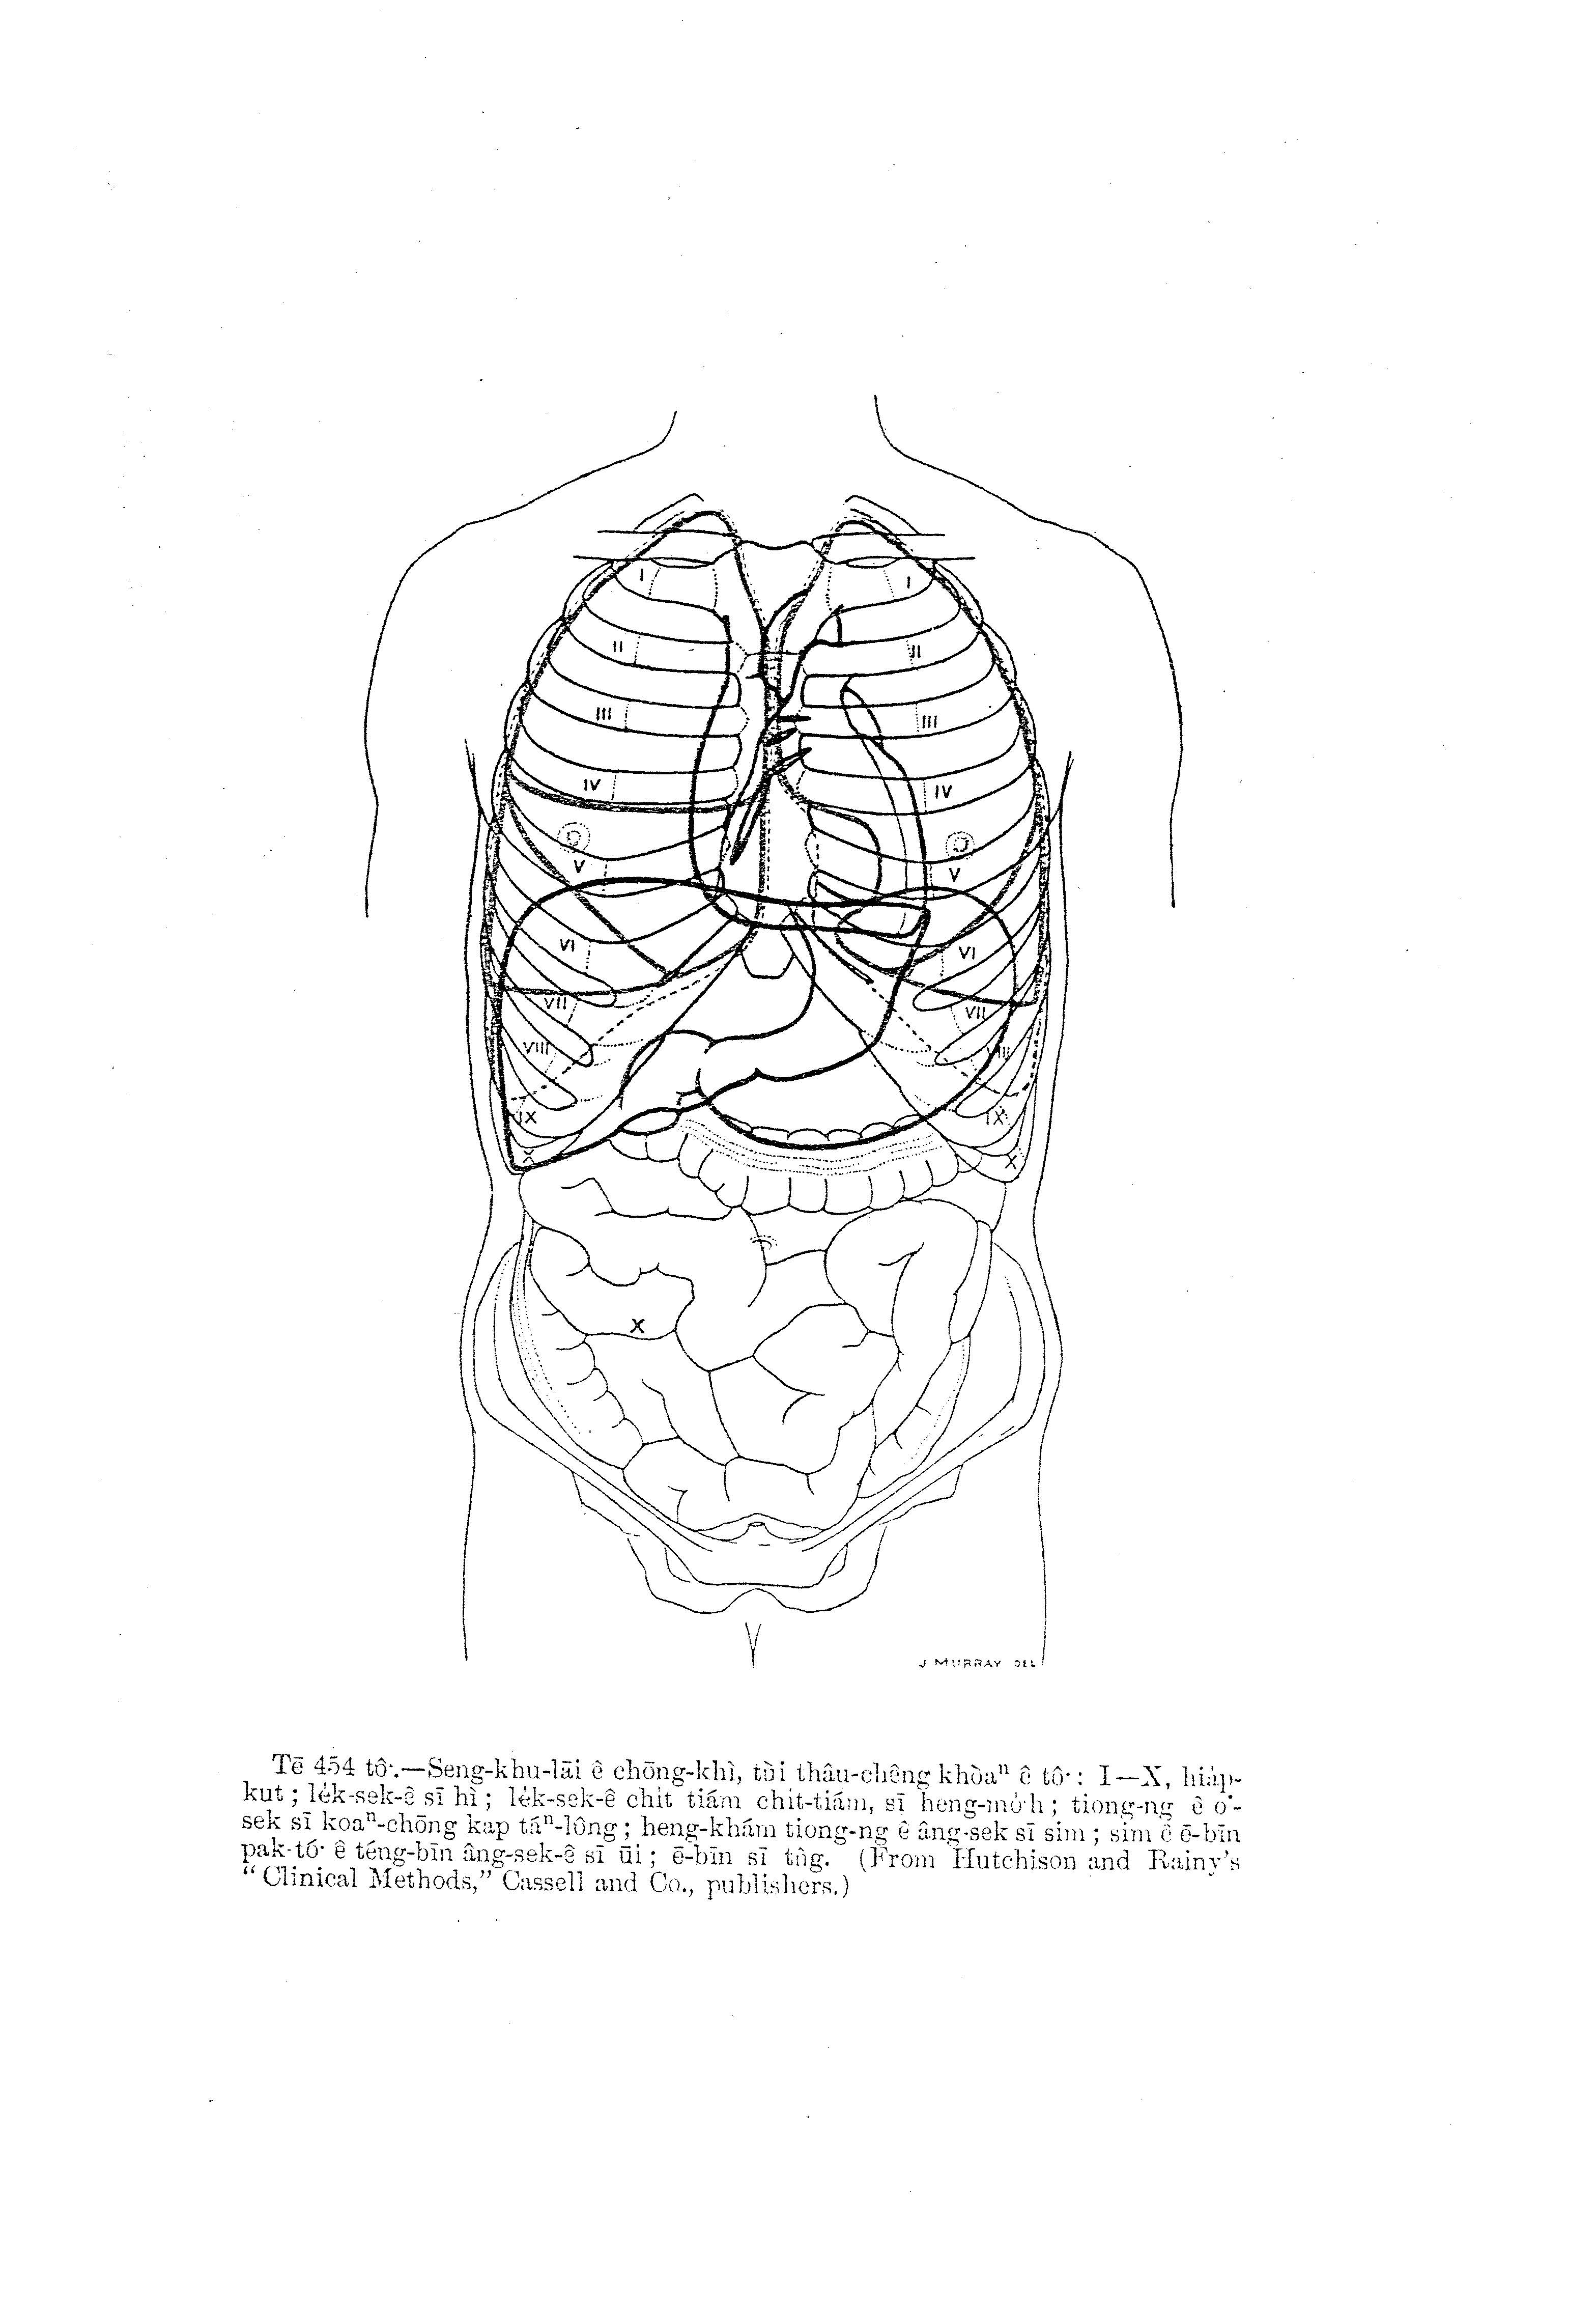 I I
II II
III III
IV IV
V V
VI VI
VII VII
VIII VIII
IX IX
X X
X
J MURRAY DEL
Tē 454 tô͘.—Seng-khu-lāi ê chōng-khì, tùi thâu-chêng khòaⁿ ê tô͘: I—X, hia̍p-
kut; le̍k-sek-ê sī hì; le̍k-sek-ê chi̍t tiám chi̍t-tiám, sī heng-mo̍͘h; tiong-ng ê o͘-
sek sī koaⁿ-chōng kap táⁿ-lông; heng-khám tiong-ng ê âng-sek sī sim; sim ê ē-bīn
pak-tó͘ ê téng-bīn âng-sek-ê sī ūi; ē-bīn sī tn̂g. (From Hutchison and Rainy's
“Clinical Methods,” Cassell and Co., publishers.)